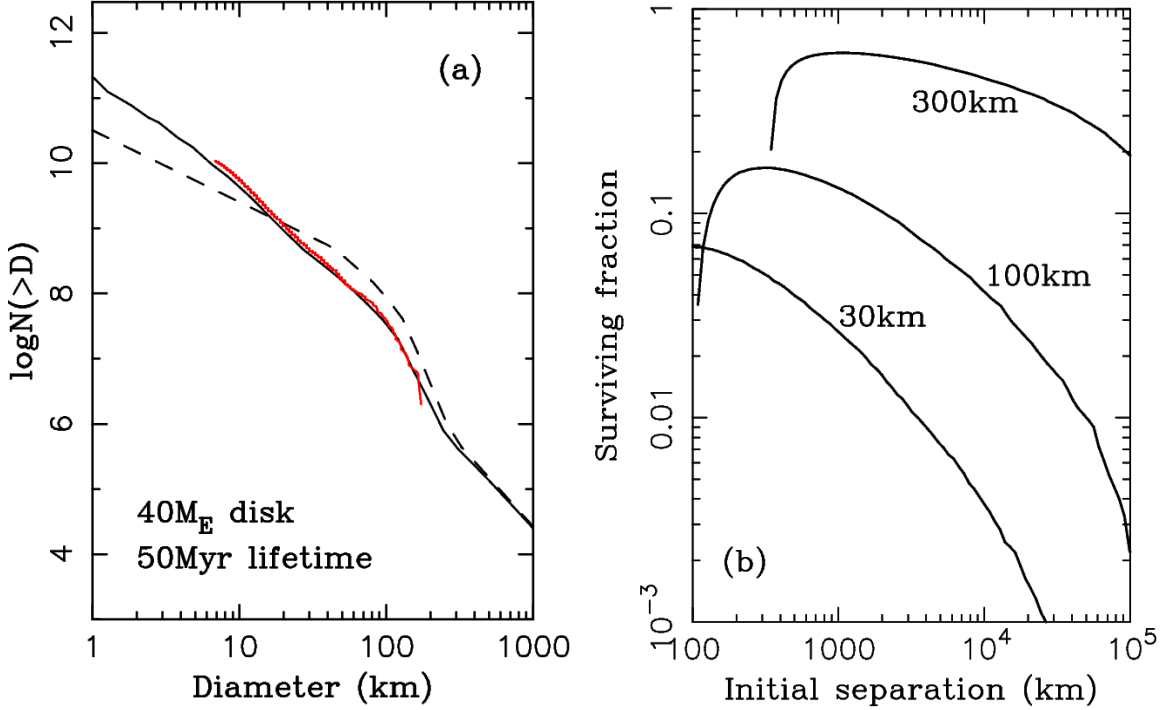 12
10
8
6
4
logN(>D)
(a)
40M_E disk
50Myr lifetime
1
10
100
1000
Diameter (km)
1
0.1
0.01
10^-3
Surviving fraction
300km
100km
30km
(b)
100
1000
10^4
10^5
Initial separation (km)